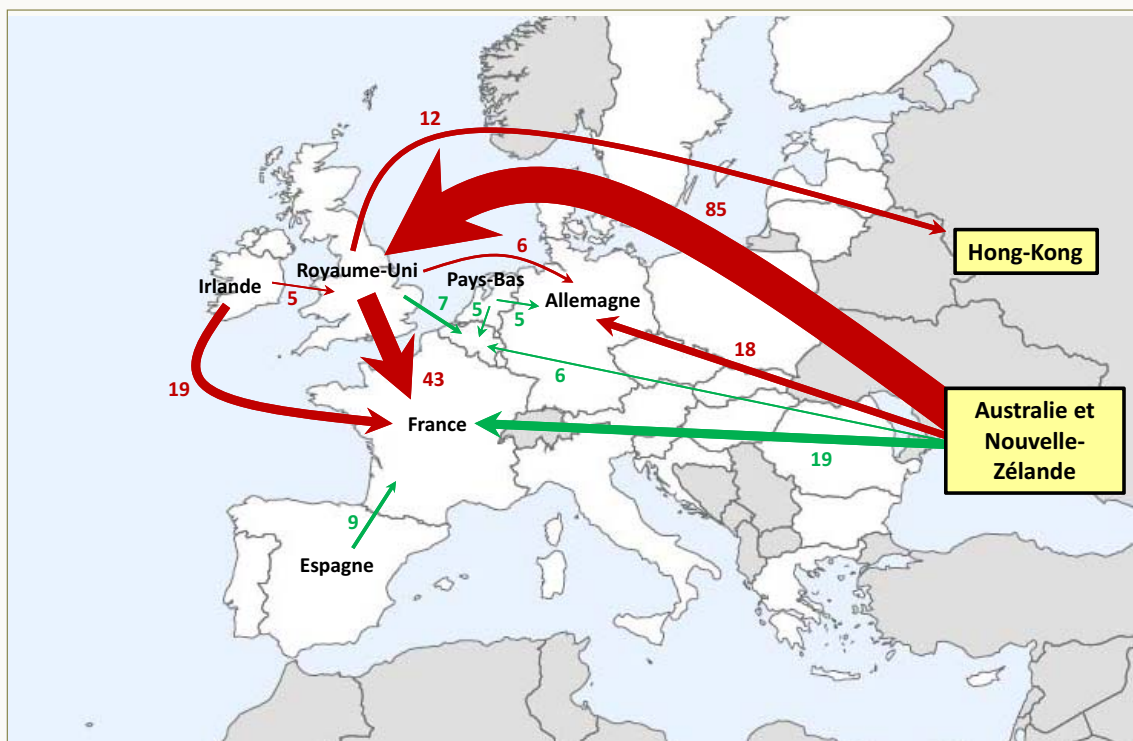 12
85
Hong-Kong
6
Royaume-Uni
Pays-Bas
Irlande
5
Allemagne
7
5
5
18
6
19
43
Australie et
Nouvelle-
Zélande
France
19
9
Espagne